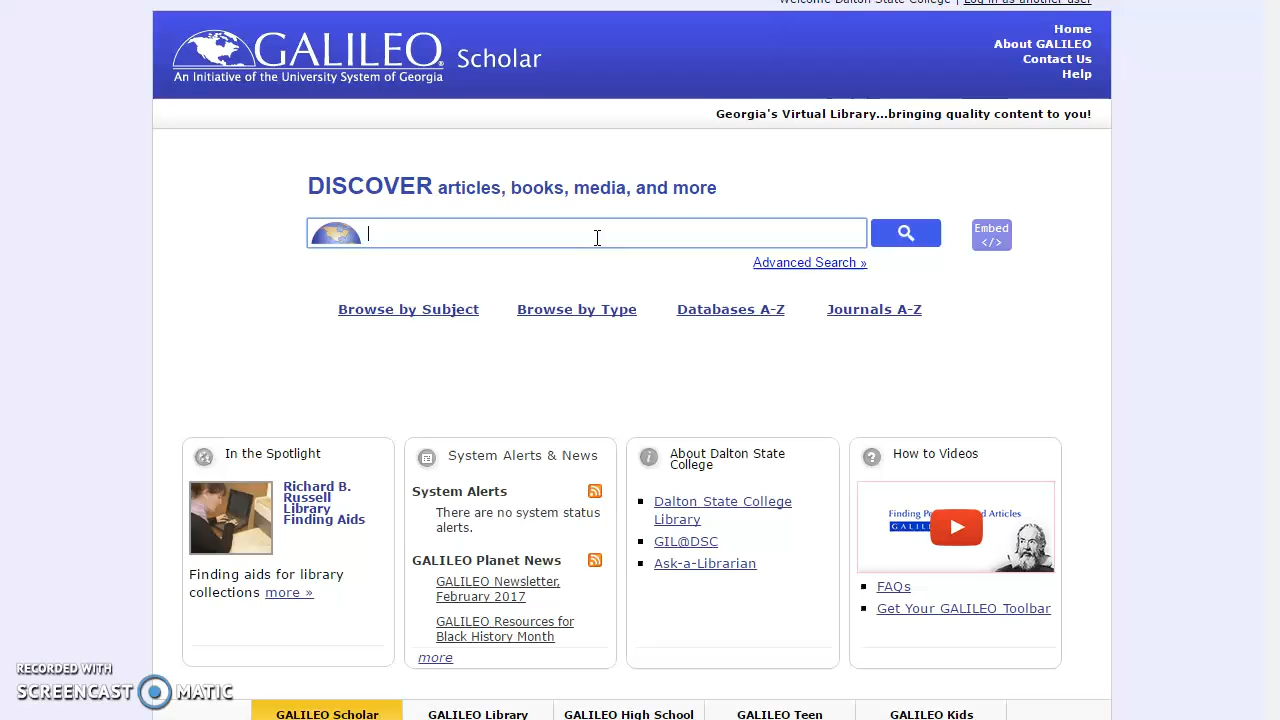 Welcome Dalton State College | Log in as another user
GALILEO® Scholar
An Initiative of the University System of Georgia
Home
About GALILEO
Contact Us
Help
Georgia's Virtual Library...bringing quality content to you!
DISCOVER articles, books, media, and more
Embed
</>
Advanced Search »
Browse by Subject
Browse by Type
Databases A-Z
Journals A-Z
In the Spotlight
Richard B.
Russell
Library
Finding Aids
Finding aids for library
collections more »
System Alerts & News
System Alerts
There are no system status
alerts.
GALILEO Planet News
GALILEO Newsletter,
February 2017
GALILEO Resources for
Black History Month
more
About Dalton State
College
Dalton State College
Library
GIL@DSC
Ask-a-Librarian
How to Videos
FAQs
Get Your GALILEO Toolbar
RECORDED WITH
SCREENCAST MATIC
GALILEO Scholar
GALILEO Library
GALILEO High School
GALILEO Teen
GALILEO Kids